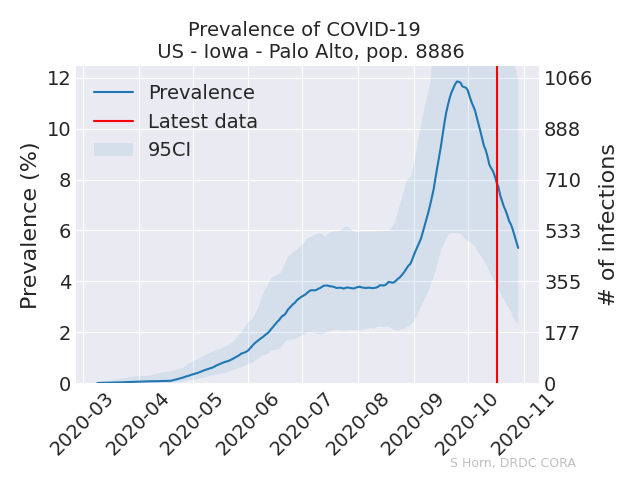 Prevalence of COVID-19
US - Iowa - Palo Alto, pop. 8886
Prevalence (%)
12
10
8
6
4
2
0
Prevalence
Latest data
95CI
1066
888
710
533
355
177
0
# of infections
2020-03
2020-04
2020-05
2020-06
2020-07
2020-08
2020-09
2020-10
2020-11
S Horn, DRDC CORA